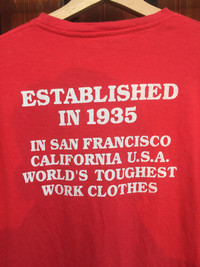 ESTABLISHED
IN 1935
IN SAN FRANCISCO
CALIFORNIA U.S.A.
WORLD'S TOUGHEST
WORK CLOTHES